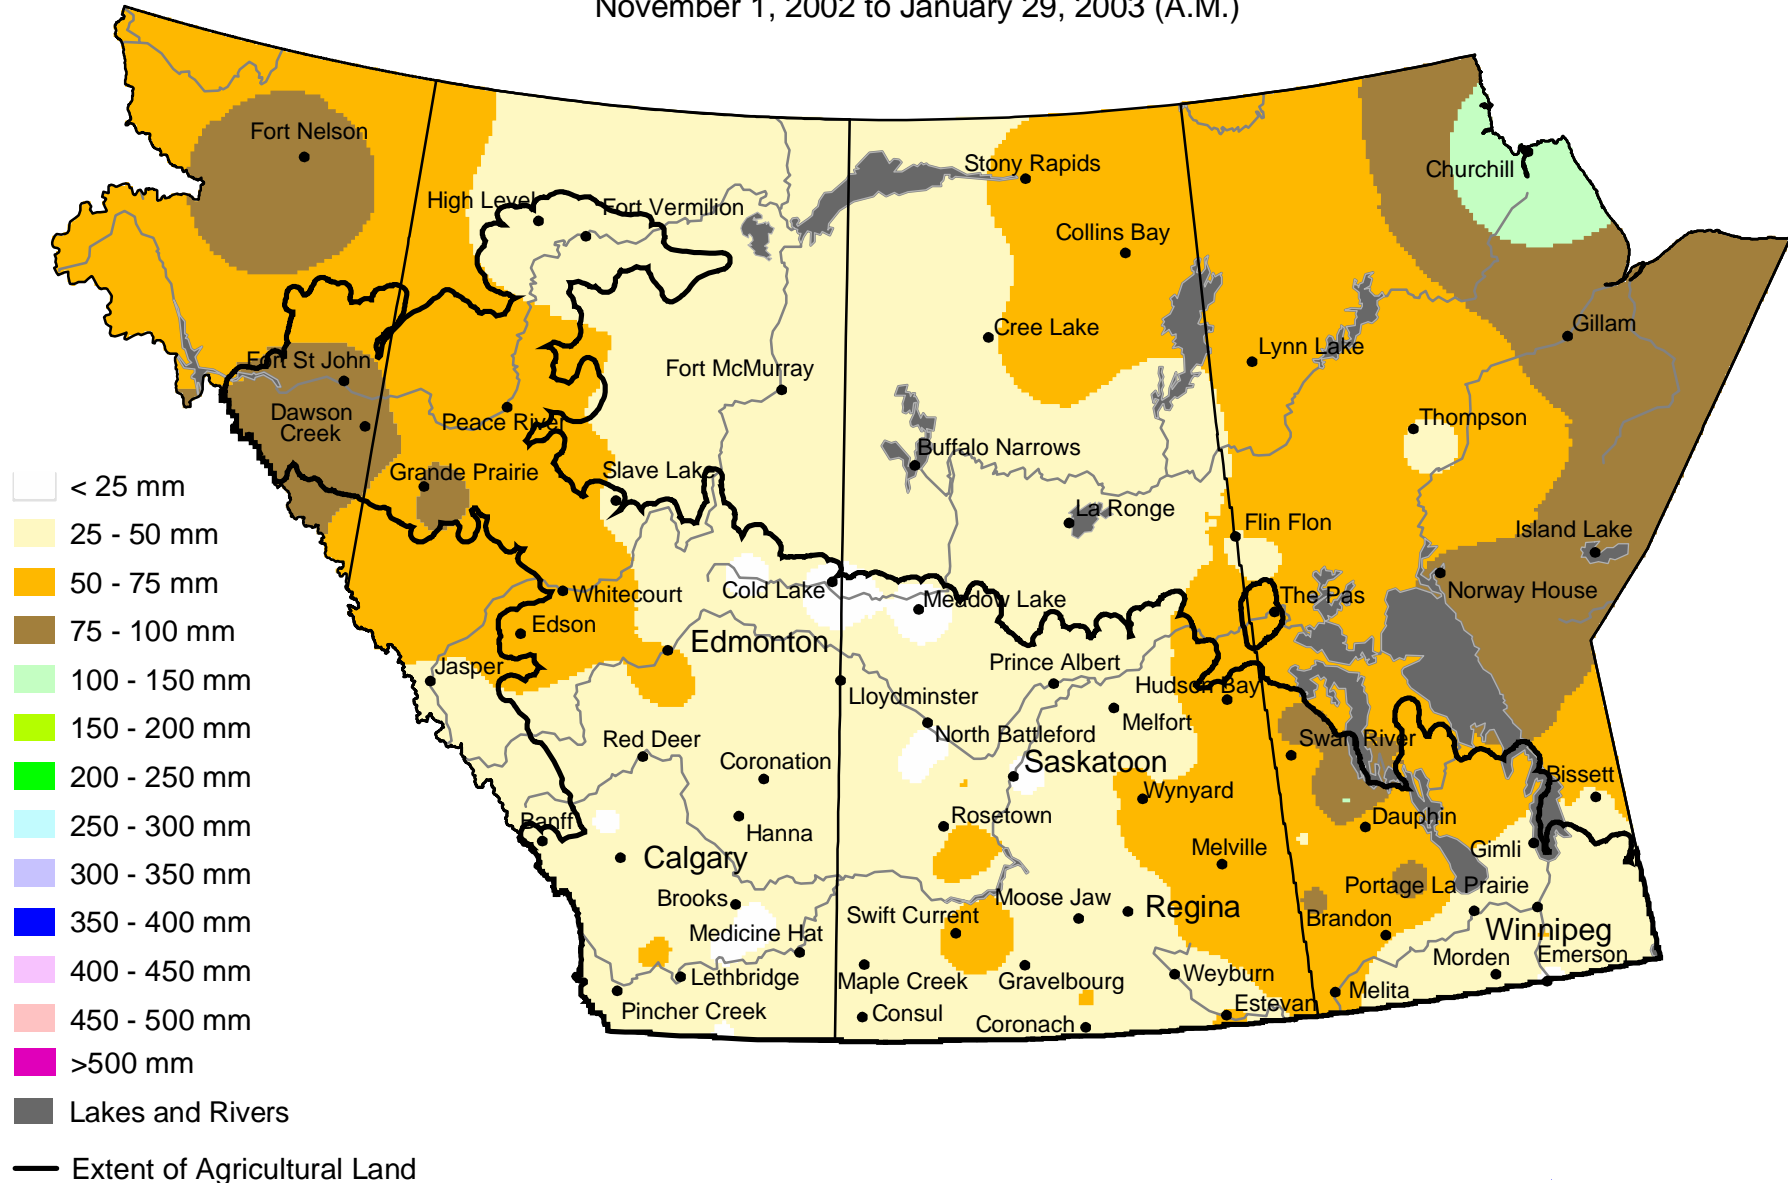 November 1, 2002 to January 29, 2003 (A.M.)
Fort Nelson
Stony Rapids
Churchill
High Level
Fort Vermilion
Collins Bay
Gillam
Cree Lake
Lynn Lake
Fort St John
Fort McMurray
Dawson
Creek
Peace River
Thompson
Buffalo Narrows
Grande Prairie
Slave Lake
La Ronge
Flin Flon
Island Lake
Whitecourt
Cold Lake
Meadow Lake
The Pas
Norway House
Edson
Edmonton
Jasper
Prince Albert
Hudson Bay
Lloydminster
Melfort
North Battleford
Red Deer
Coronation
Saskatoon
Swan River
Bissett
Wynyard
Banff
Hanna
Rosetown
Dauphin
Calgary
Melville
Gimli
Brooks
Moose Jaw
Portage La Prairie
Swift Current
Regina
Brandon
Medicine Hat
Winnipeg
Lethbridge
Maple Creek
Gravelbourg
Weyburn
Morden
Emerson
Pincher Creek
Consul
Coronach
Estevan
Melita
< 25 mm
25 - 50 mm
50 - 75 mm
75 - 100 mm
100 - 150 mm
150 - 200 mm
200 - 250 mm
250 - 300 mm
300 - 350 mm
350 - 400 mm
400 - 450 mm
450 - 500 mm
>500 mm
Lakes and Rivers
Extent of Agricultural Land